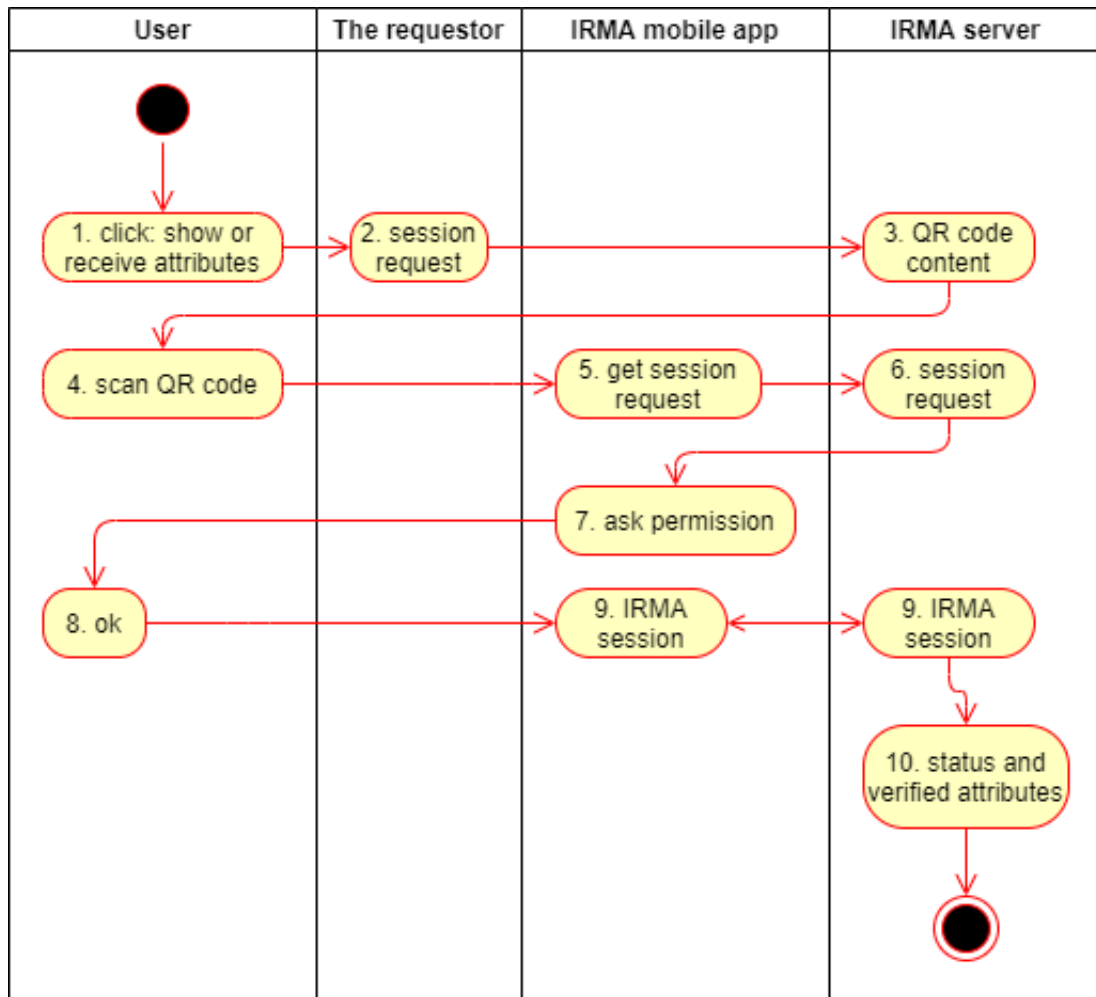 User
The requestor
IRMA mobile app
IRMA server
1. click: show or
receive attributes
2. session
request
3. QR code
content
4. scan QR code
5. get session
request
6. session
request
7. ask permission
8. ok
9. IRMA
session
9. IRMA
session
10. status and
verified attributes